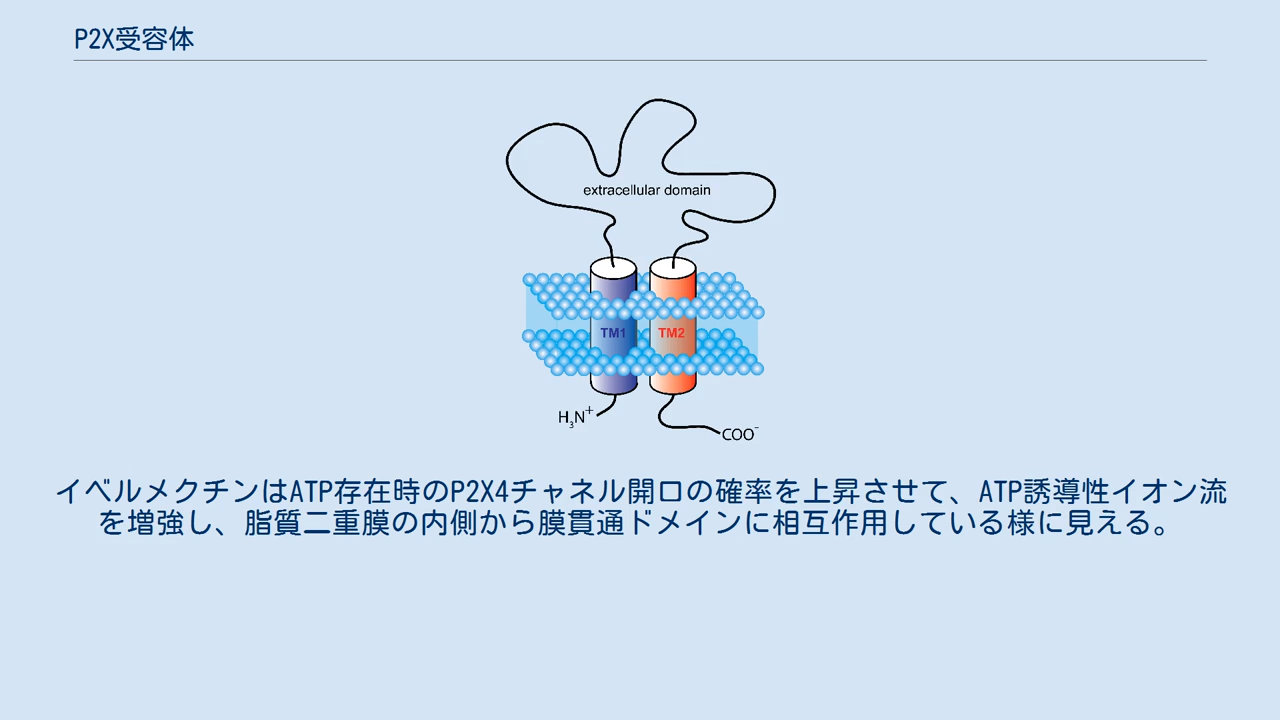 P2X受容体
extracellular domain
TM1 TM2
H₃N⁺
COO⁻
イベルメクチンはATP存在時のP2X4チャネル開口の確率を上昇させて、ATP誘導性イオン流
を増強し、脂質二重膜の内側から膜貫通ドメインに相互作用している様に見える。